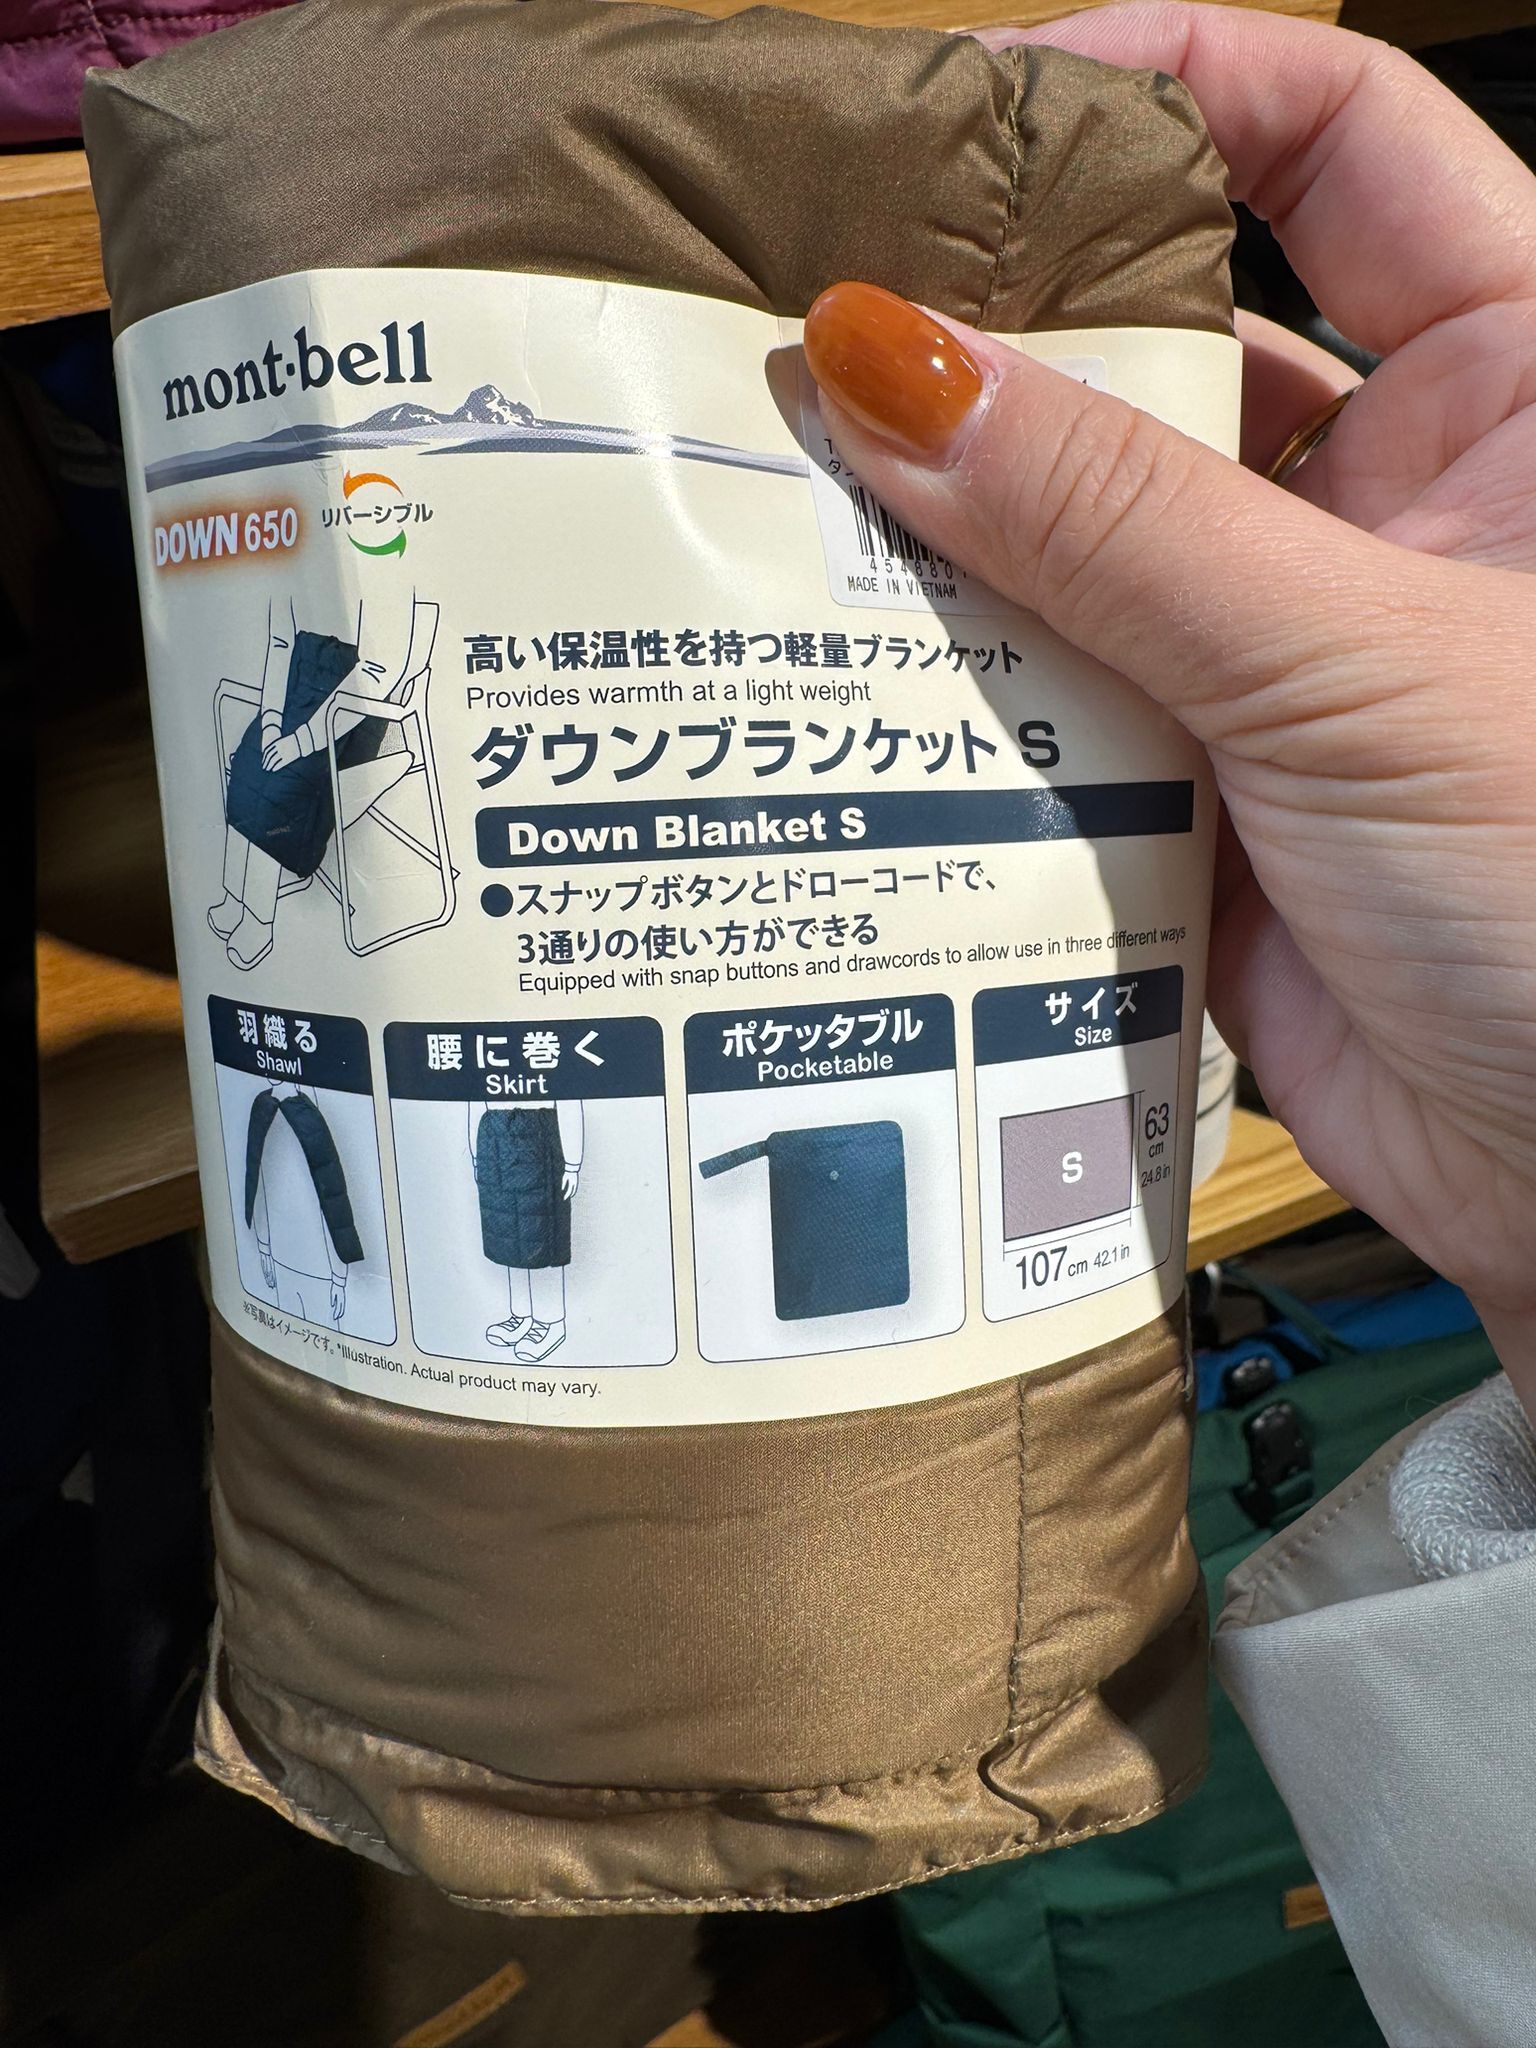 mont·bell
DOWN 650
リバーシブル
MADE IN VIETNAM
高い保温性を持つ軽量ブランケット
Provides warmth at a light weight
ダウンブランケット S
Down Blanket S
●スナップボタンとドローコードで、
3通りの使い方ができる
Equipped with snap buttons and drawcords to allow use in three different ways
羽織る
Shawl
腰に巻く
Skirt
ポケッタブル
Pocketable
サイズ
Size
S
63
cm
24.8in
107cm 42.1in
※写真はイメージです。*Illustration. Actual product may vary.